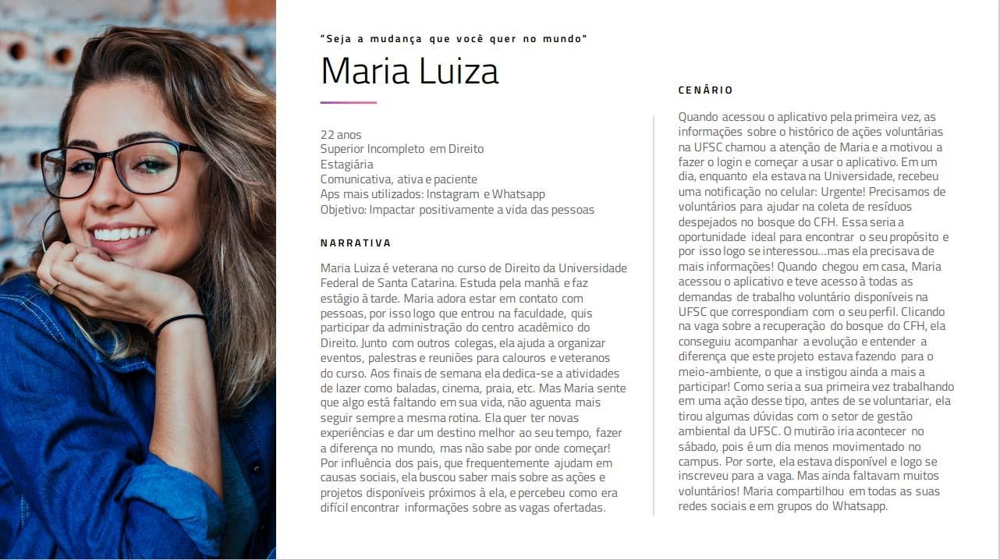 "Seja a mudança que você quer no mundo"
Maria Luiza
22 anos
Superior Incompleto em Direito
Estagiária
Comunicativa, ativa e paciente
Aps mais utilizados: Instagram e Whatsapp
Objetivo: Impactar positivamente a vida das pessoas
NARRATIVA
Maria Luiza é veterana no curso de Direito da Universidade
Federal de Santa Catarina. Estuda pela manhã e faz
estágio à tarde. Maria adora estar em contato com
pessoas, por isso logo que entrou na faculdade, quis
participar da administração do centro acadêmico do
Direito. Junto com outros colegas, ela ajuda a organizar
eventos, palestras e reuniões para calouros e veteranos
do curso. Aos finais de semana ela dedica-se a atividades
de lazer como baladas, cinema, praia, etc. Mas Maria sente
que algo está faltando em sua vida, não aguenta mais
seguir sempre a mesma rotina. Ela quer ter novas
experiências e dar um destino melhor ao seu tempo, fazer
a diferença no mundo, mas não sabe por onde começar!
Por influência dos pais, que frequentemente ajudam em
causas sociais, ela buscou saber mais sobre as ações e
projetos disponíveis próximos à ela, e percebeu como era
difícil encontrar informações sobre as vagas ofertadas.
CENÁRIO
Quando acessou o aplicativo pela primeira vez, as
informações sobre o histórico de ações voluntárias
na UFSC chamou a atenção de Maria e a motivou a
fazer o login e começar a usar o aplicativo. Em um
dia, enquanto ela estava na Universidade, recebeu
uma notificação no celular: Urgente! Precisamos de
voluntários para ajudar na coleta de resíduos
despejados no bosque do CFH. Essa seria a
oportunidade ideal para encontrar o seu propósito e
por isso logo se interessou...mas ela precisava de
mais informações! Quando chegou em casa, Maria
acessou o aplicativo e teve acesso à todas as
demandas de trabalho voluntário disponíveis na
UFSC que correspondiam com o seu perfil. Clicando
na vaga sobre a recuperação do bosque do CFH, ela
conseguiu acompanhar a evolução e entender a
diferença que este projeto estava fazendo para o
meio-ambiente, o que a instigou ainda a mais a
participar! Como seria a sua primeira vez trabalhando
em uma ação desse tipo, antes de se voluntariar, ela
tirou algumas dúvidas com o setor de gestão
ambiental da UFSC. O mutirão iria acontecer no
sábado, pois é um dia menos movimentado no
campus. Por sorte, ela estava disponível e logo se
inscreveu para a vaga. Mas ainda faltavam muitos
voluntários! Maria compartilhou em todas as suas
redes sociais e em grupos do Whatsapp.